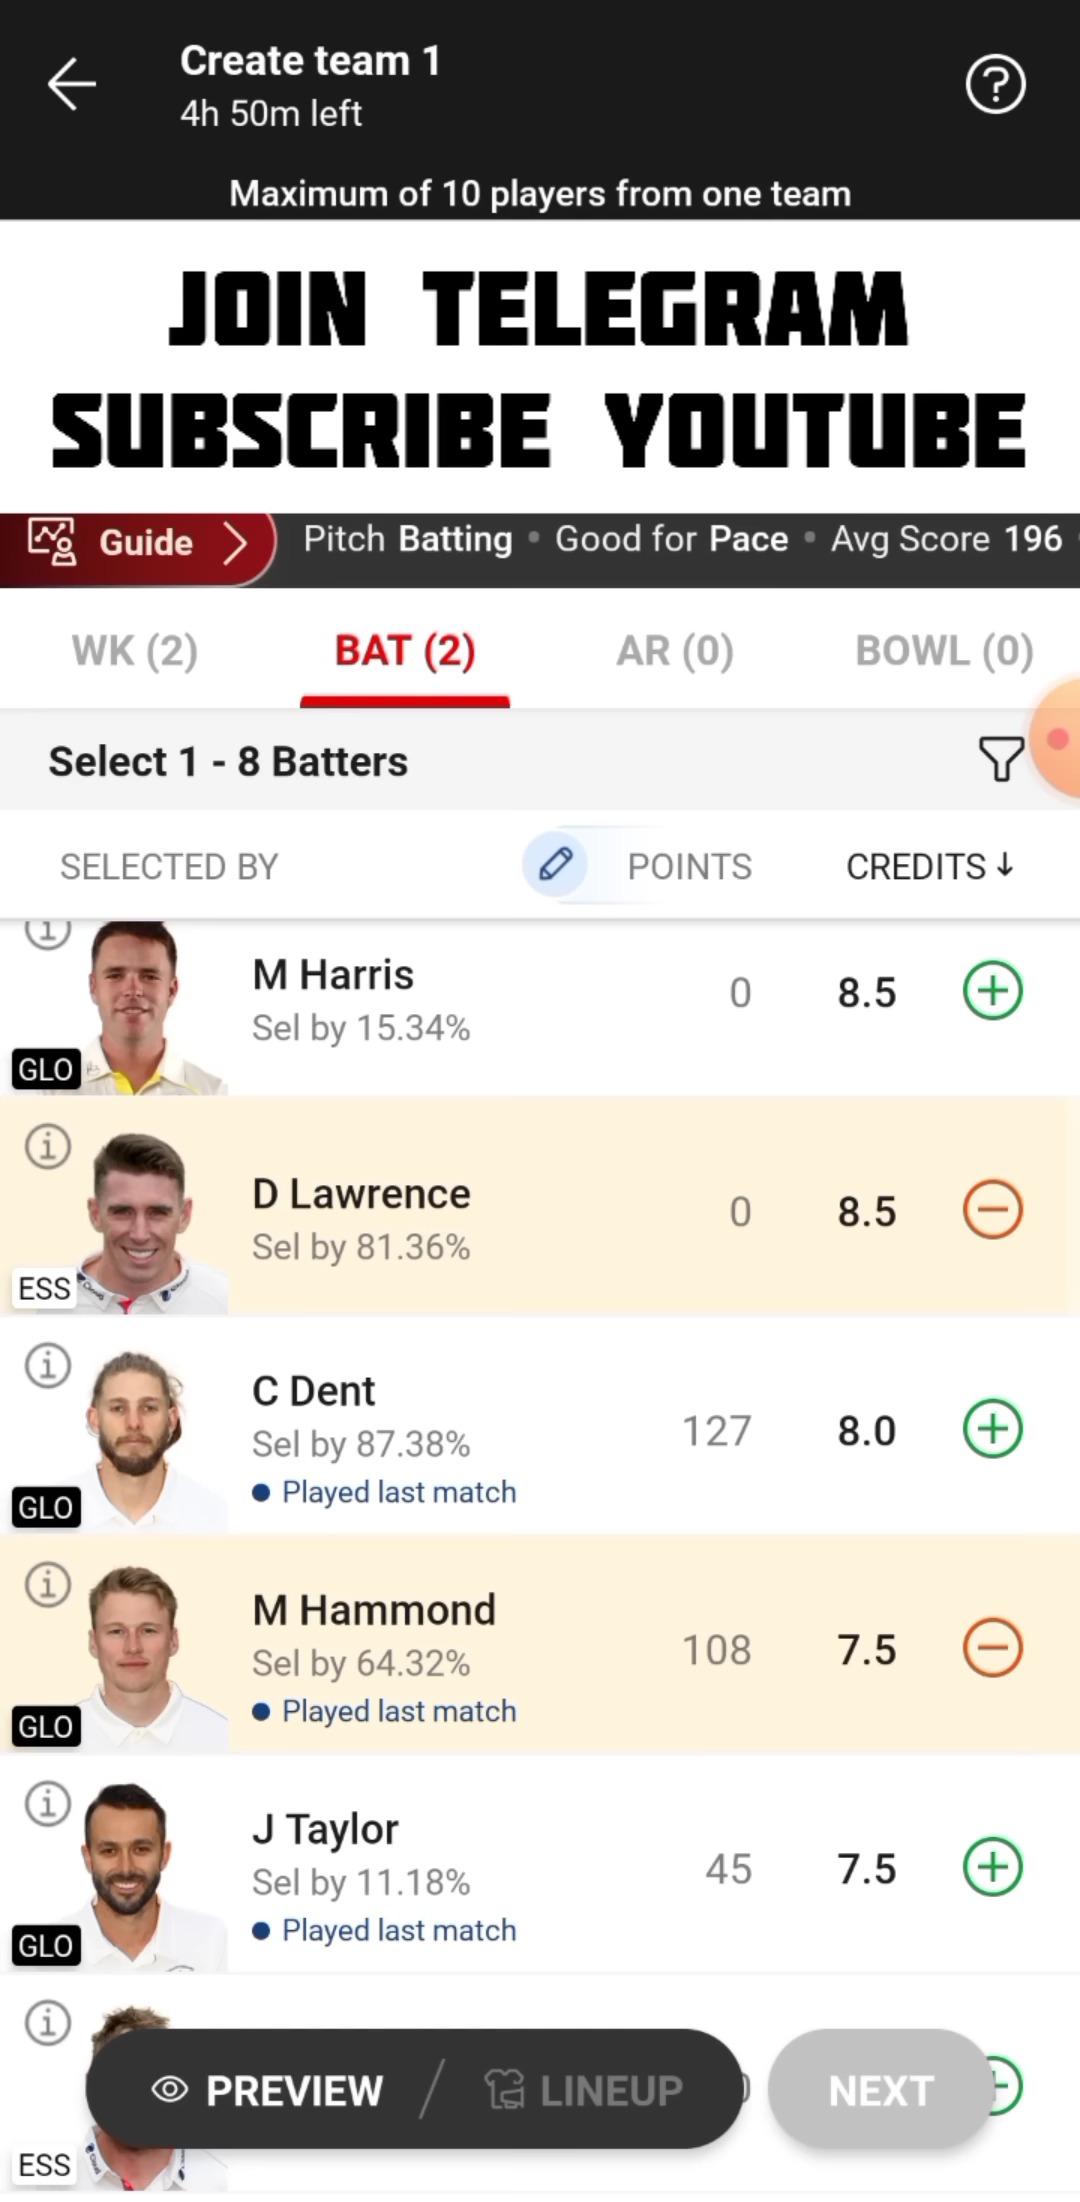 Create team 1
4h 50m left
Maximum of 10 players from one team
JOIN TELEGRAM
SUBSCRIBE YOUTUBE
Guide
Pitch Batting • Good for Pace • Avg Score 196
WK (2) BAT (2) AR (0) BOWL (0)
Select 1 - 8 Batters
SELECTED BY POINTS CREDITS ↓
M Harris
Sel by 15.34%
0 8.5
GLO
D Lawrence
Sel by 81.36%
0 8.5
ESS
C Dent
Sel by 87.38%
• Played last match
127 8.0
GLO
M Hammond
Sel by 64.32%
• Played last match
108 7.5
GLO
J Taylor
Sel by 11.18%
• Played last match
45 7.5
GLO
PREVIEW / LINEUP NEXT
ESS